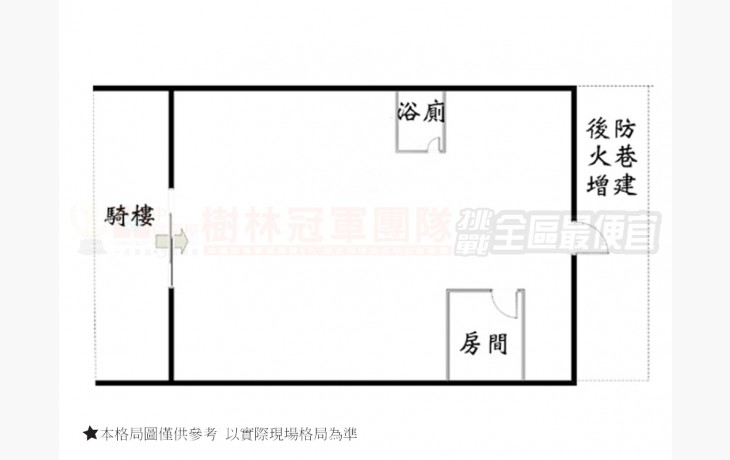 浴廁
防火巷
後增建
騎樓
樹林冠軍團隊
挑戰 全區最便宜
房間
★本格局圖僅供參考 以實際現場格局為準